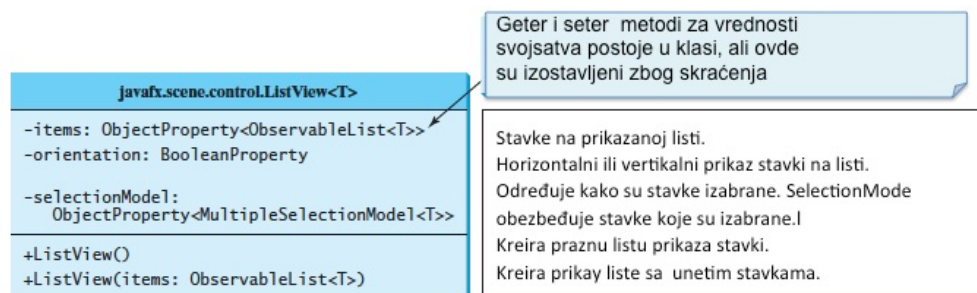 Geter i seter metodi za vrednosti
svojsatva postoje u klasi, ali ovde
su izostavljeni zbog skraćenja
javafx.scene.control.ListView<T>
-items: ObjectProperty<ObservableList<T>>
-orientation: BooleanProperty
-selectionModel:
ObjectProperty<MultipleSelectionModel<T>>
+ListView()
+ListView(items: ObservableList<T>)
Stavke na prikazanoj listi.
Horizontalni ili vertikalni prikaz stavki na listi.
Određuje kako su stavke izabrane. SelectionMode
obezbeđuje stavke koje su izabrane.l
Kreira praznu listu prikaza stavki.
Kreira prikay liste sa unetim stavkama.